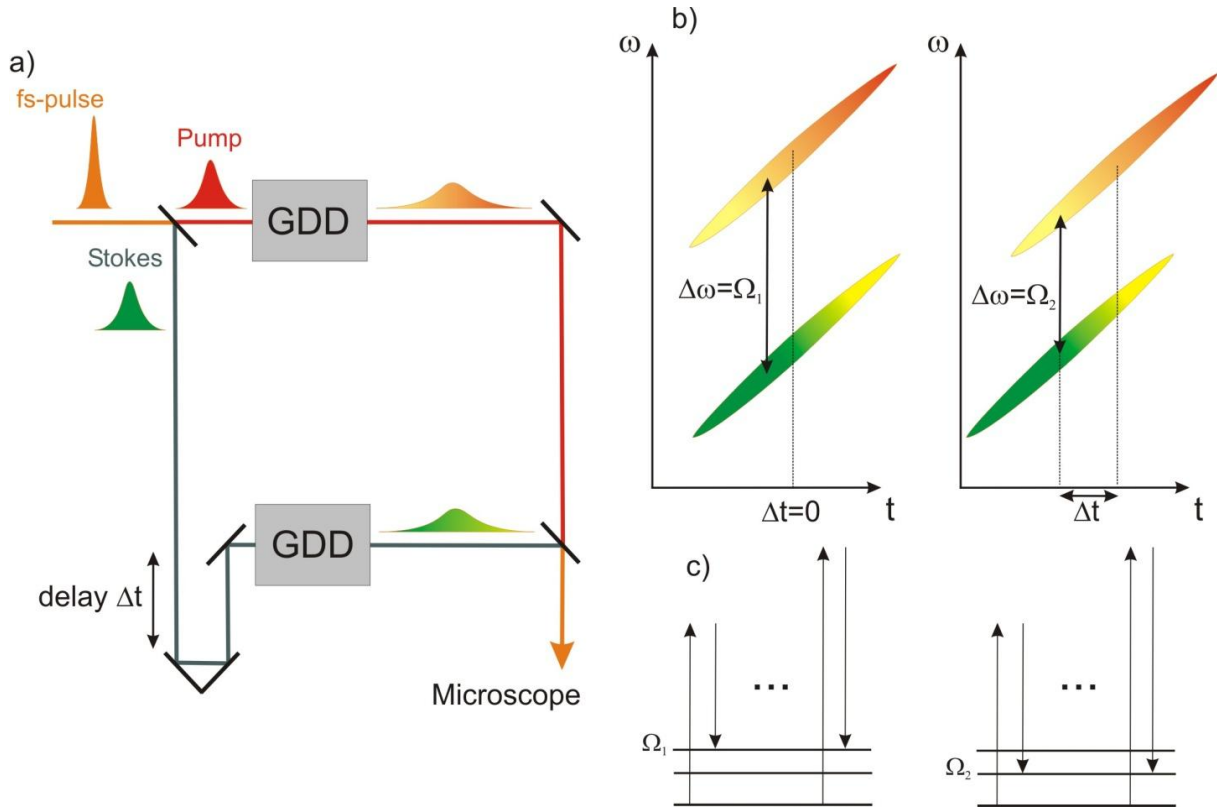 a)
fs-pulse
Pump
GDD
Stokes
GDD
delay Δt
Microscope
b)
ω
ω
Δω=Ω₁
Δω=Ω₂
Δt=0
t
Δt
t
c)
...
...
Ω₁
Ω₂